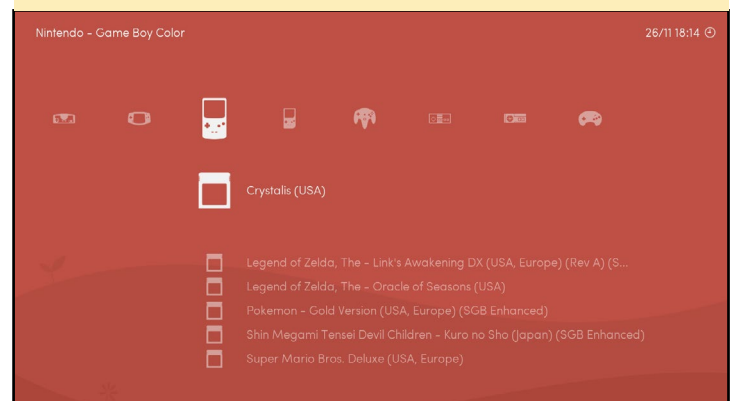 Nintendo - Game Boy Color
26/11 18:14
Crystalis (USA)
Legend of Zelda, The - Link's Awakening DX (USA, Europe) (Rev A) (S...
Legend of Zelda, The - Oracle of Seasons (USA)
Pokemon - Gold Version (USA, Europe) (SGB Enhanced)
Shin Megami Tensei Devil Children - Kuro no Sho (Japan) (SGB Enhanced)
Super Mario Bros. Deluxe (USA, Europe)